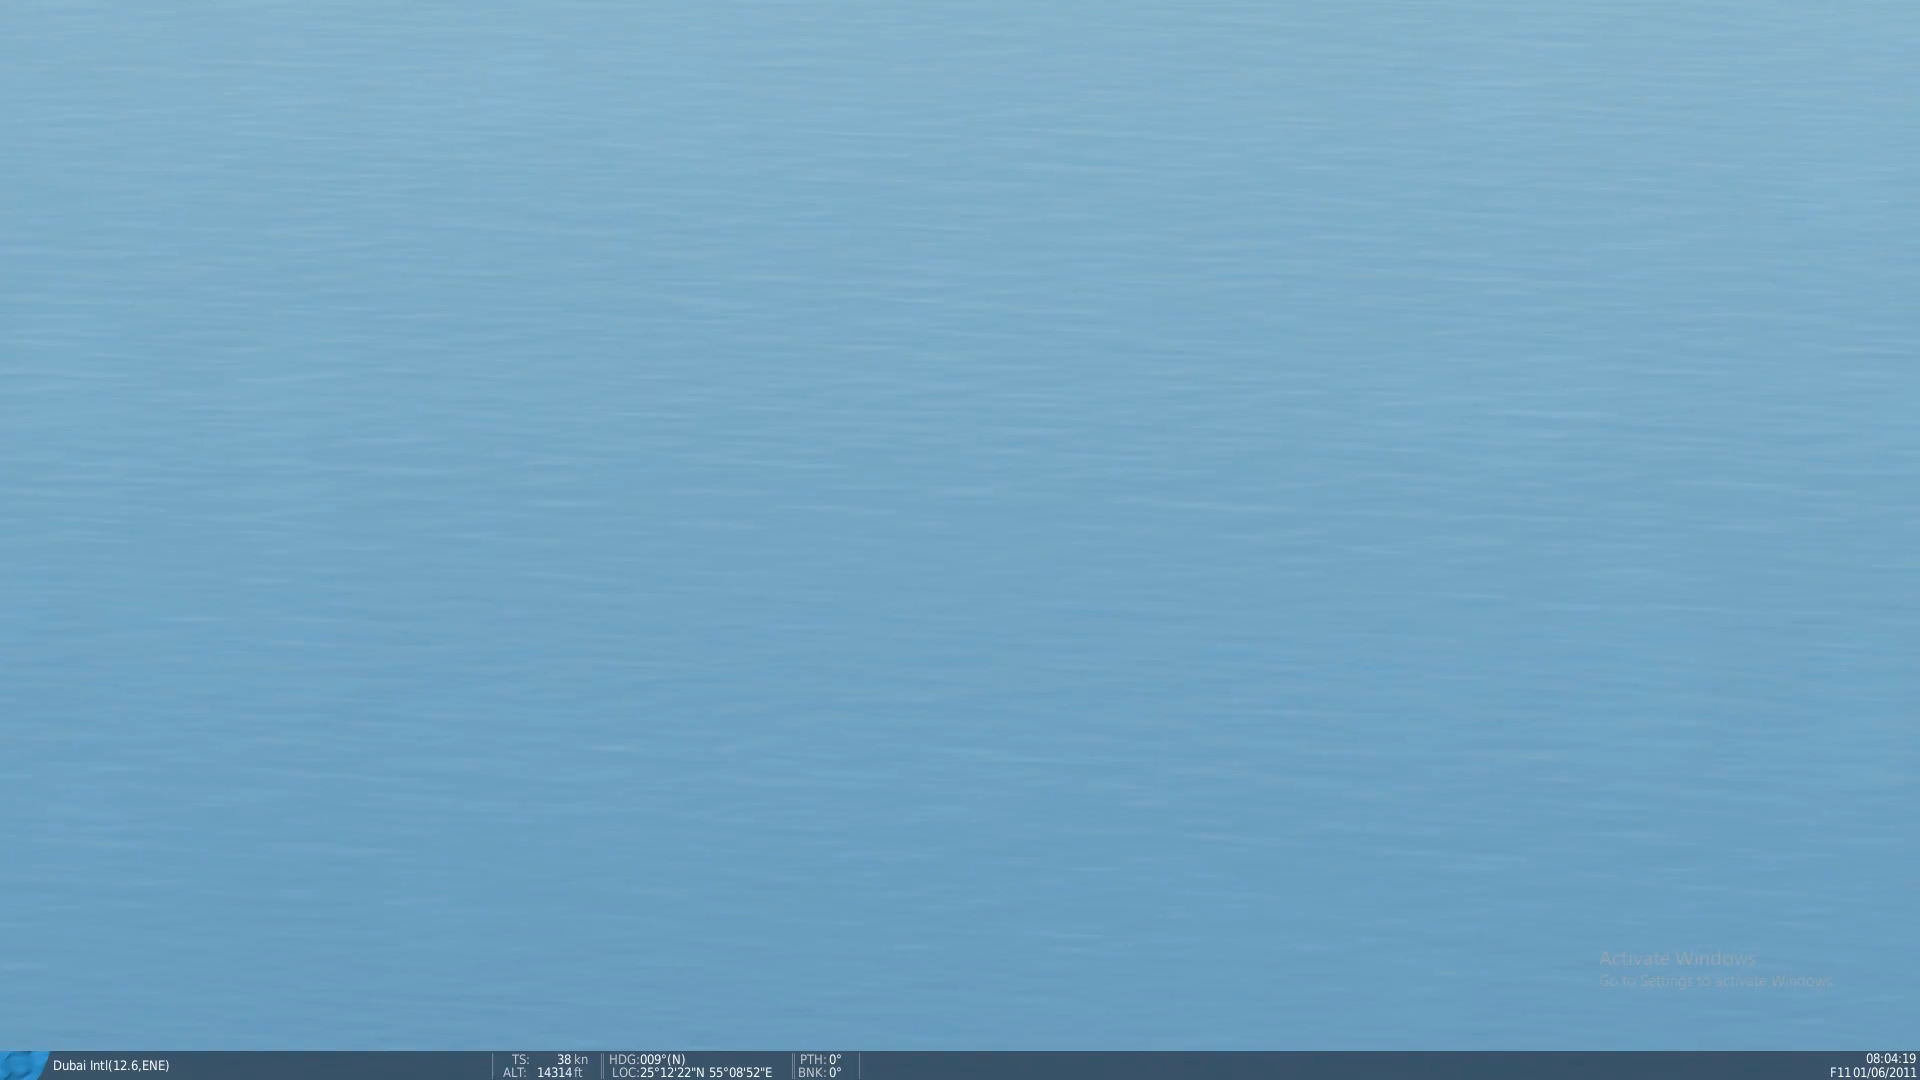 Activate Windows
Go to Settings to activate Windows.
Dubai Intl(12.6,ENE)
TS: 38 kn
ALT: 14314 ft
HDG:009°(N)
LOC:25°12'22"N 55°08'52"E
PTH: 0°
BNK: 0°
08:04:19
F11 01/06/2011